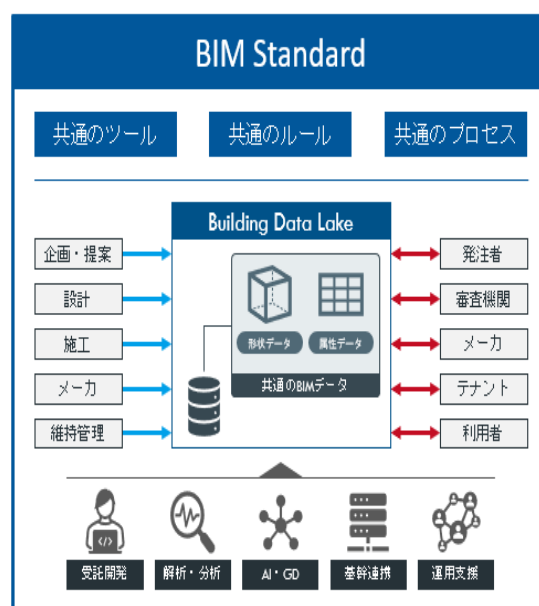 BIM Standard
共通のツール
共通のルール
共通のプロセス
Building Data Lake
企画・提案
設計
施工
メーカ
維持管理
形状データ
属性データ
共通のBIMデータ
発注者
審査機関
メーカ
テナント
利用者
</>
受託開発
解析・分析
AI・GD
基幹連携
運用支援